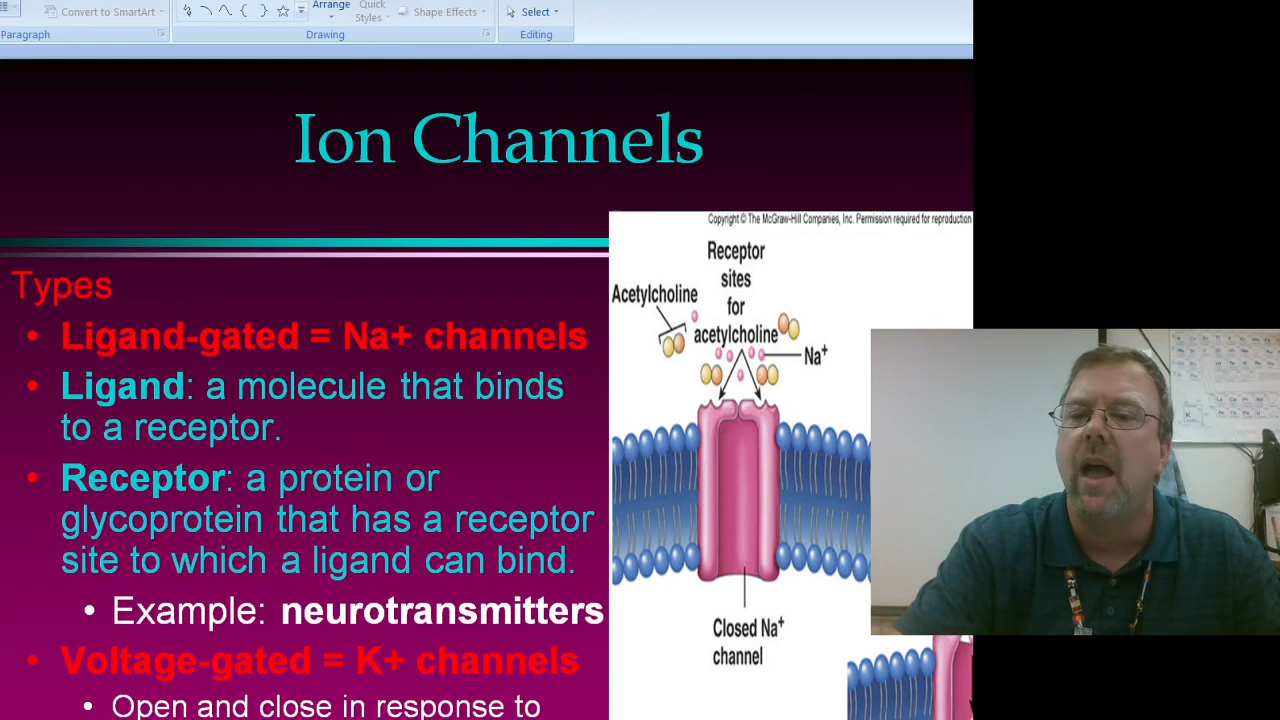 Convert to SmartArt
Arrange
Quick
Styles
Shape Effects
Select
Paragraph
Drawing
Editing
Ion Channels
Copyright © The McGraw-Hill Companies, Inc. Permission required for reproduction
Types
• Ligand-gated = Na+ channels
• Ligand: a molecule that binds
to a receptor.
• Receptor: a protein or
glycoprotein that has a receptor
site to which a ligand can bind.
• Example: neurotransmitters
• Voltage-gated = K+ channels
• Open and close in response to
Receptor
sites
for
acetylcholine
Acetylcholine
Na+
Closed Na+
channel
K